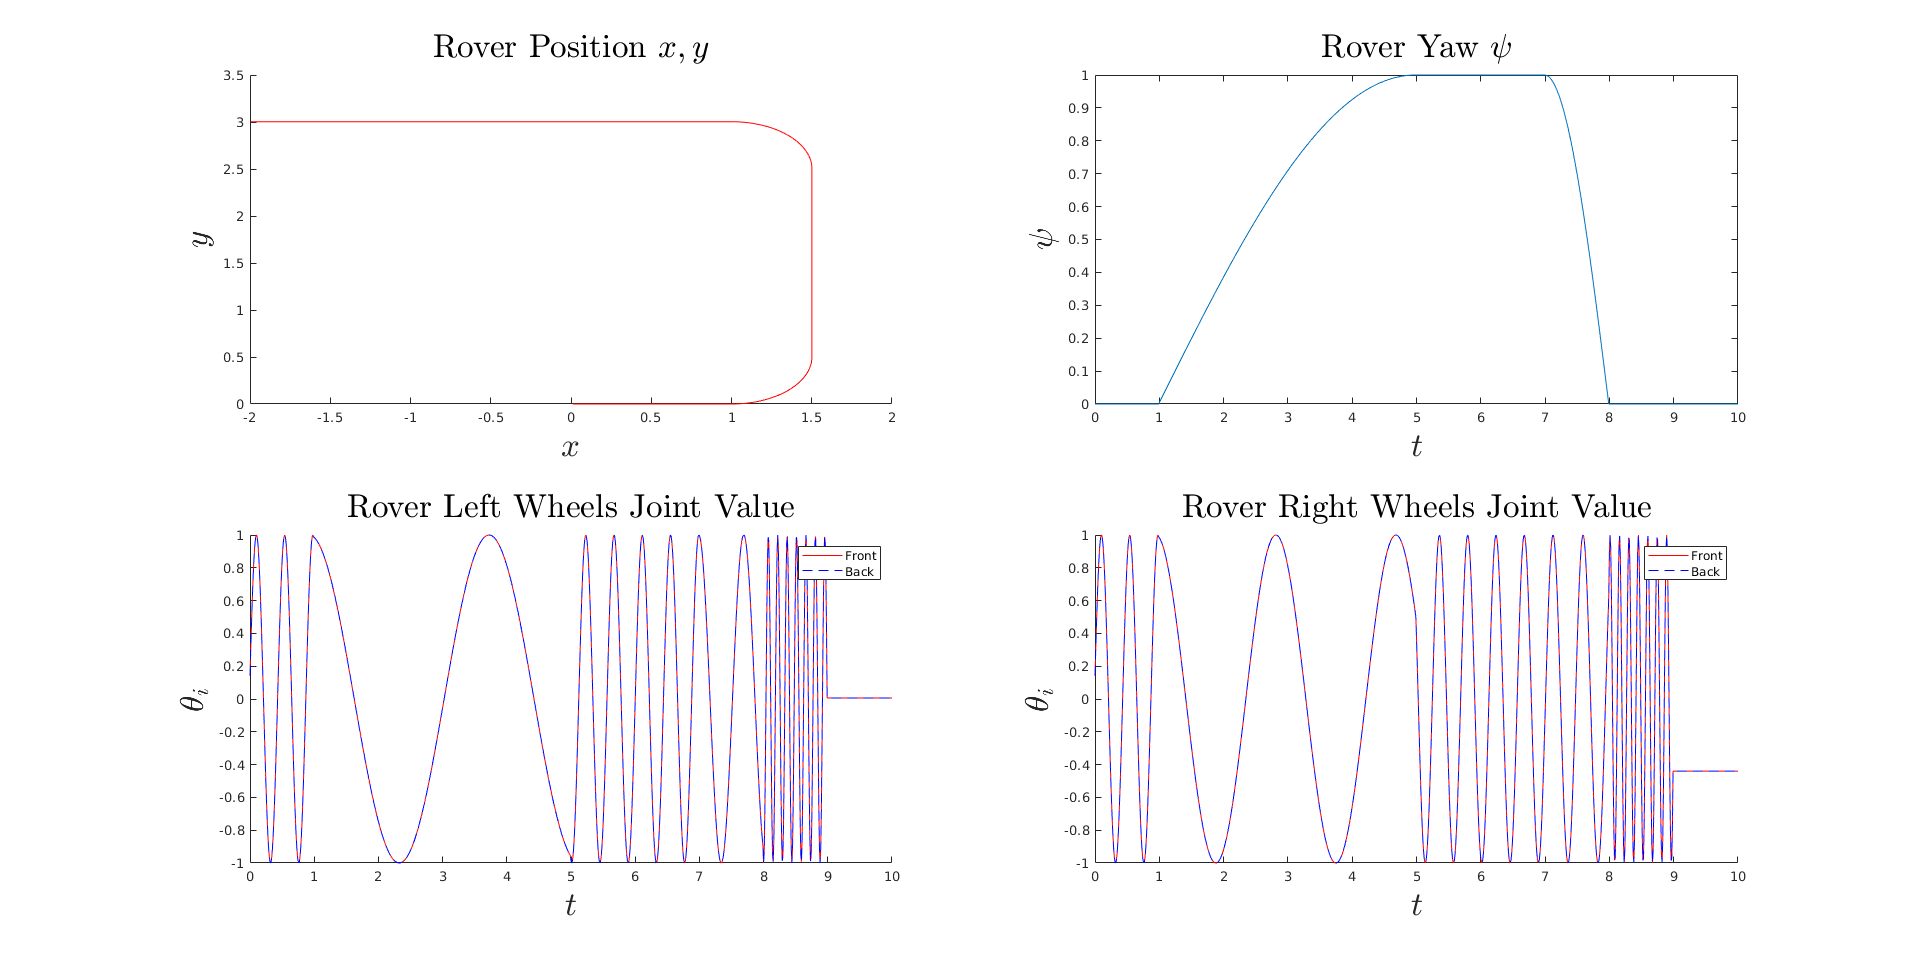 Rover Position x, y
3.5
3
2.5
2
1.5
1
0.5
0
y
-2 -1.5 -1 -0.5 0 0.5 1 1.5 2
x
Rover Yaw ψ
1
0.9
0.8
0.7
0.6
0.5
0.4
0.3
0.2
0.1
0
ψ
0 1 2 3 4 5 6 7 8 9 10
t
Rover Left Wheels Joint Value
1
0.8
0.6
0.4
0.2
0
-0.2
-0.4
-0.6
-0.8
-1
θi
Front
Back
0 1 2 3 4 5 6 7 8 9 10
t
Rover Right Wheels Joint Value
1
0.8
0.6
0.4
0.2
0
-0.2
-0.4
-0.6
-0.8
-1
θi
Front
Back
0 1 2 3 4 5 6 7 8 9 10
t